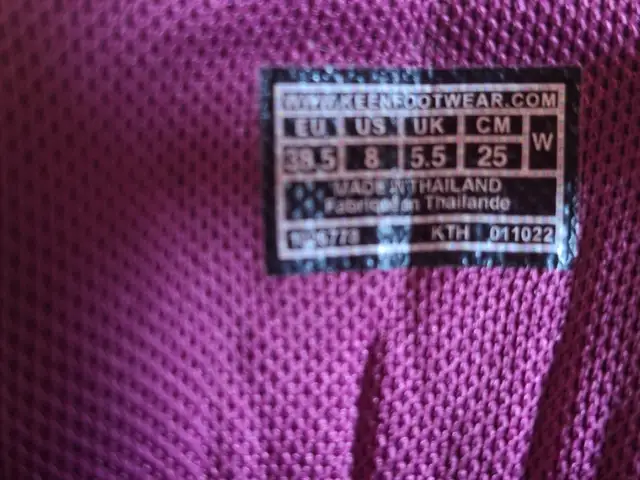 WWW.KEENFOOTWEAR.COM
EU US UK CM W
38.5 8 5.5 25
MADE IN THAILAND
Fabriqué en Thailande
KTH 011022